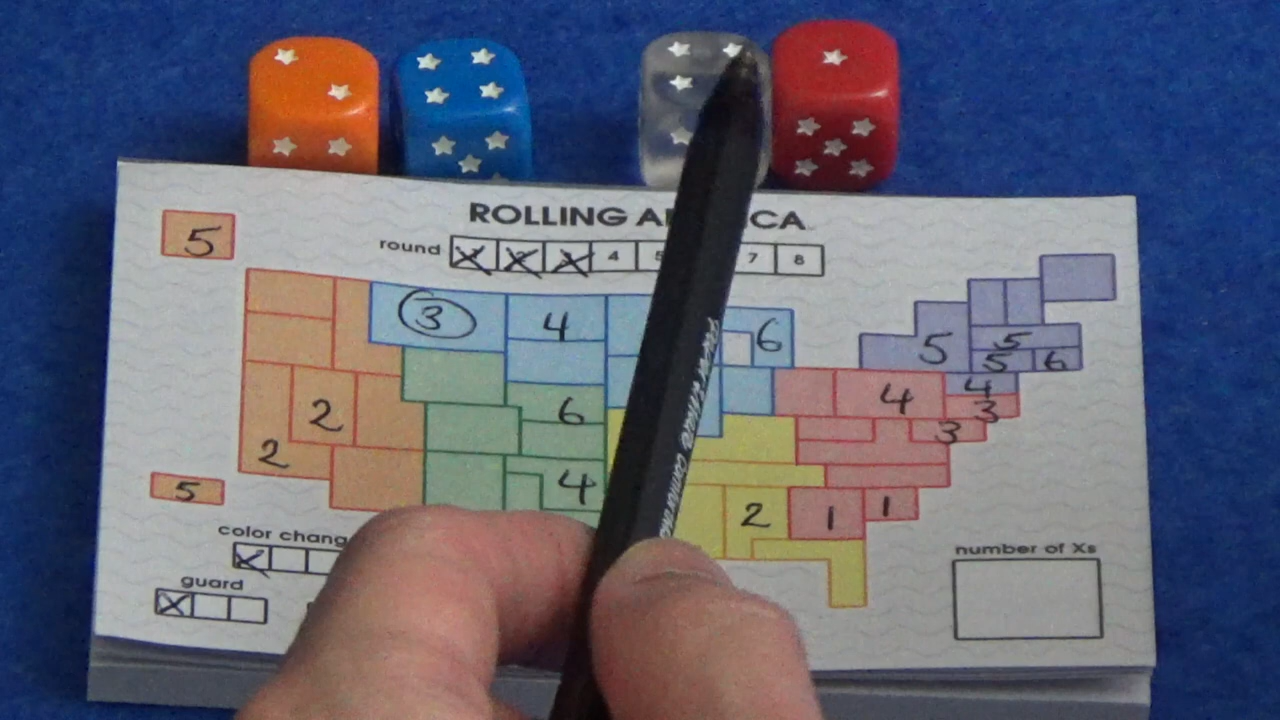 ROLLING A CA
5
round X X X 4 5 7 8
3 4 6
5 5
5 6
4 4
3
2 6 3
2
5 4 2 1 1
color chang
X
number of Xs
guard
X